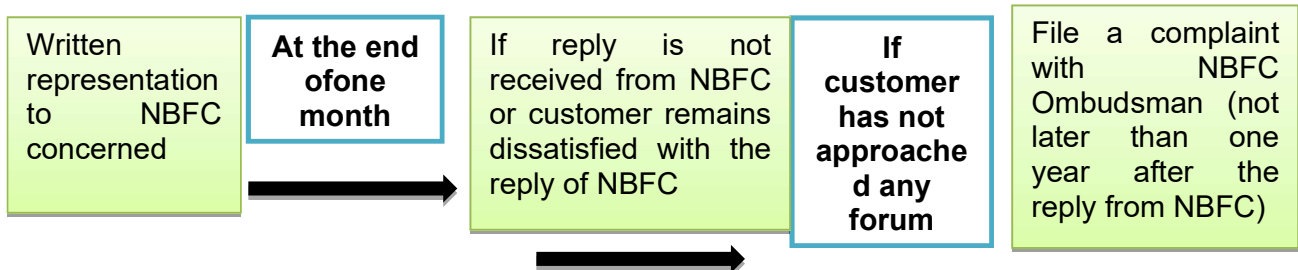 Written
representation
to NBFC
concerned
At the end
ofone
month
If reply is not
received from NBFC
or customer remains
dissatisfied with the
reply of NBFC
If
customer
has not
approache
d any
forum
File a complaint
with NBFC
Ombudsman (not
later than one
year after the
reply from NBFC)